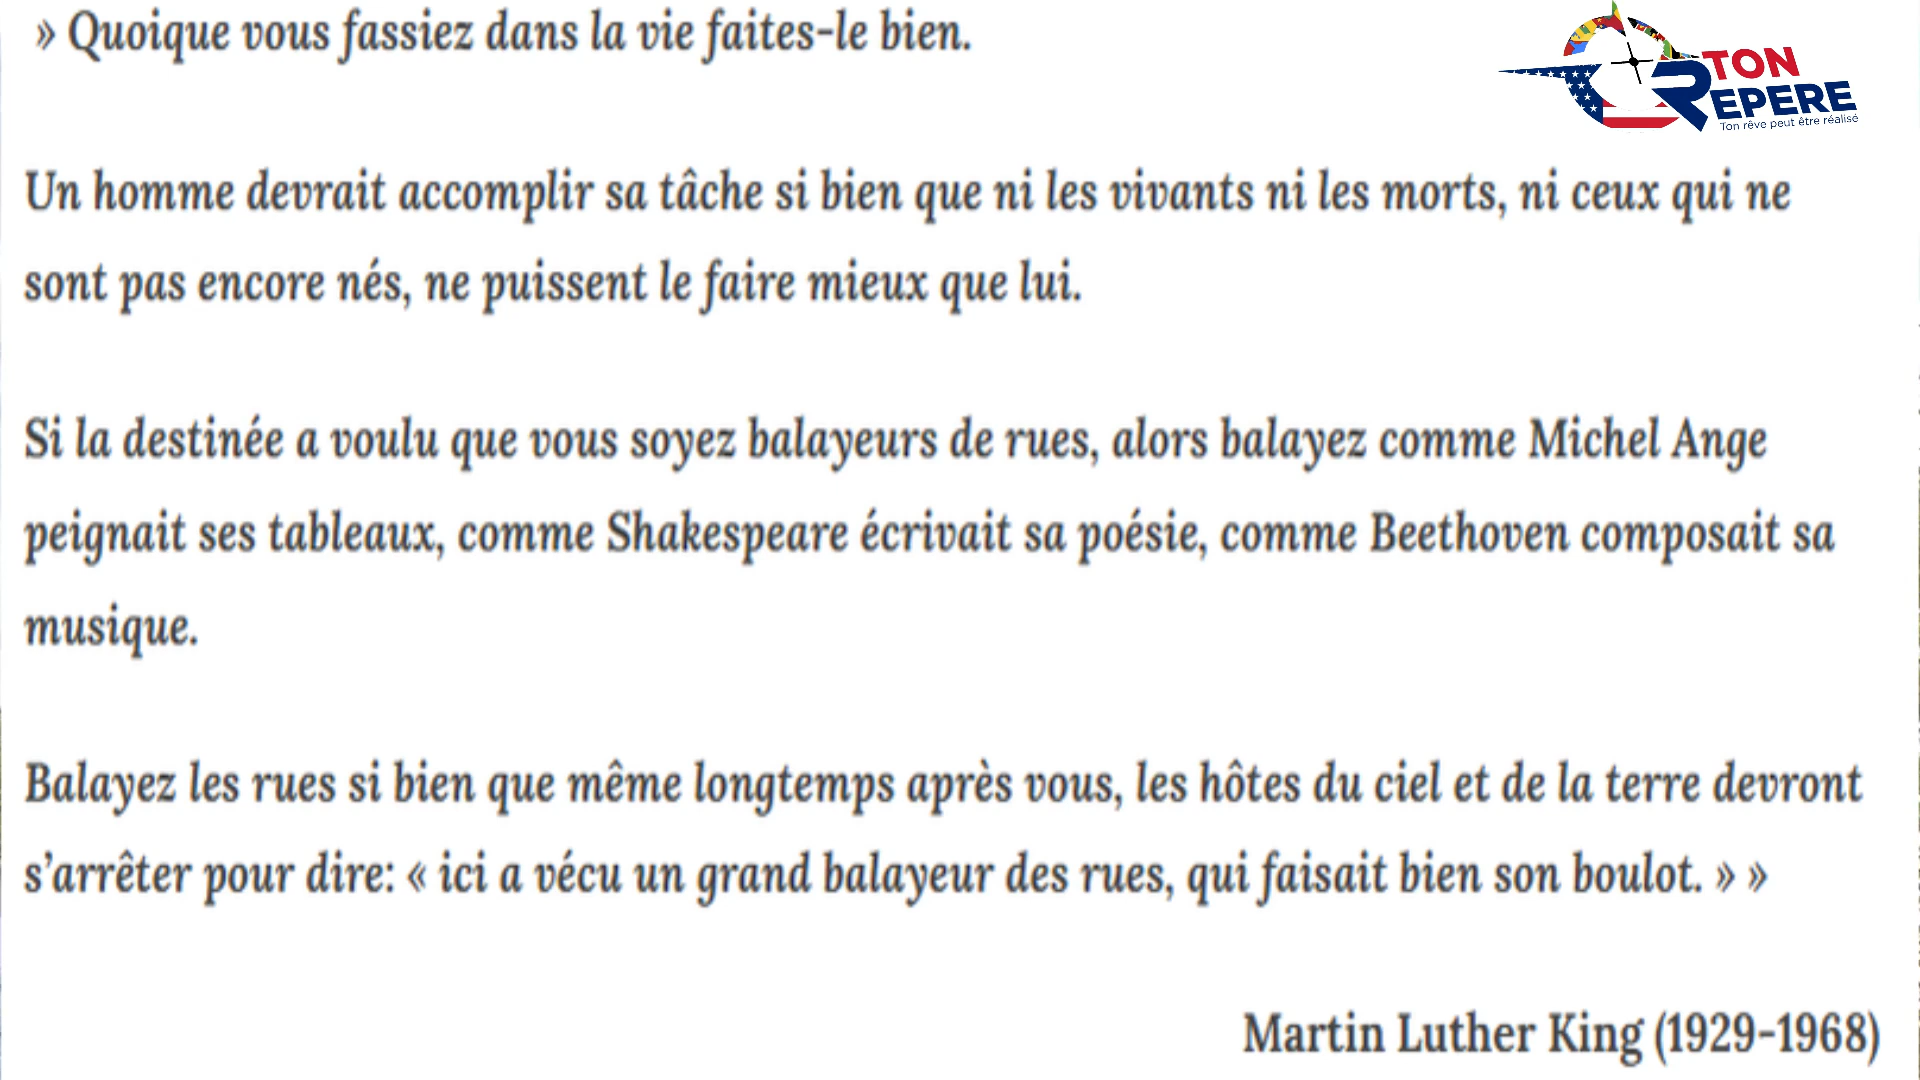 » Quoique vous fassiez dans la vie faites-le bien.
TON
REPERE
Ton rêve peut être réalisé
Un homme devrait accomplir sa tâche si bien que ni les vivants ni les morts, ni ceux qui ne
sont pas encore nés, ne puissent le faire mieux que lui.
Si la destinée a voulu que vous soyez balayeurs de rues, alors balayez comme Michel Ange
peignait ses tableaux, comme Shakespeare écrivait sa poésie, comme Beethoven composait sa
musique.
Balayez les rues si bien que même longtemps après vous, les hôtes du ciel et de la terre devront
s’arrêter pour dire: « ici a vécu un grand balayeur des rues, qui faisait bien son boulot. » »
Martin Luther King (1929-1968)